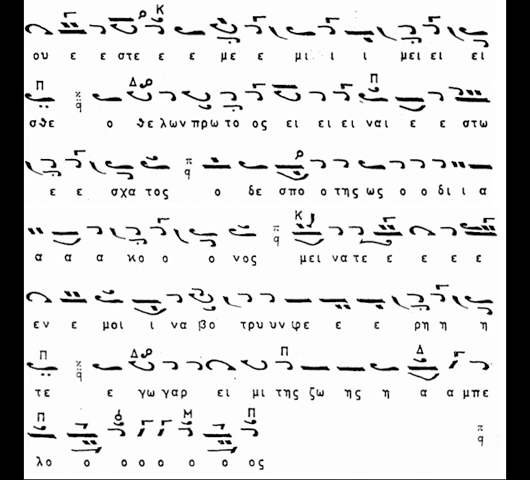 ου ε ε στε ε ε με ε μι ι ι μει ει ει
σθε ο θε λων πρω το ος ει ει ει ναι ε ε στω
ε ε σχα τος ο δε σπο ο της ως ο ο δι ι α
α α α κο ο ο νος μει να τε ε ε ε ε
εν ε μοι ι να βο τρυ υν φε ε ε ρη η η
τε ε γω γαρ ει μι της ζω ης η α α μπε
λο ο ο ο ο ο ο ος